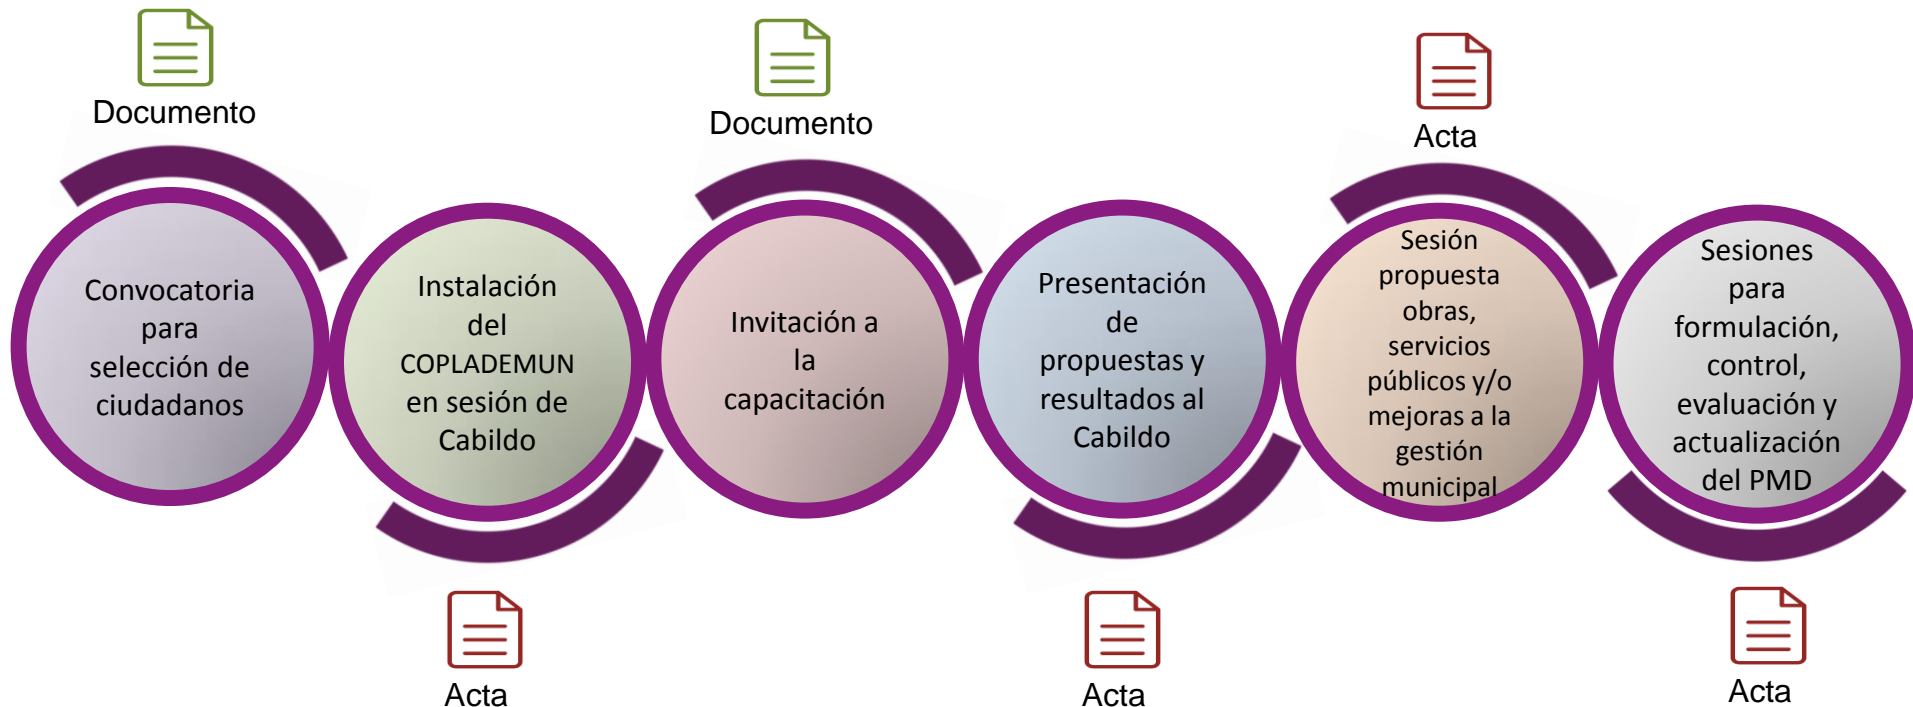 Documento
Convocatoria
para
selección de
ciudadanos
Instalación
del
COPLADEMUN
en sesión de
Cabildo
Acta
Documento
Invitación a
la
capacitación
Presentación
de
propuestas y
resultados al
Cabildo
Acta
Acta
Sesión
propuesta
obras,
servicios
públicos y/o
mejoras a la
gestión
municipal
Sesiones
para
formulación,
control,
evaluación y
actualización
del PMD
Acta